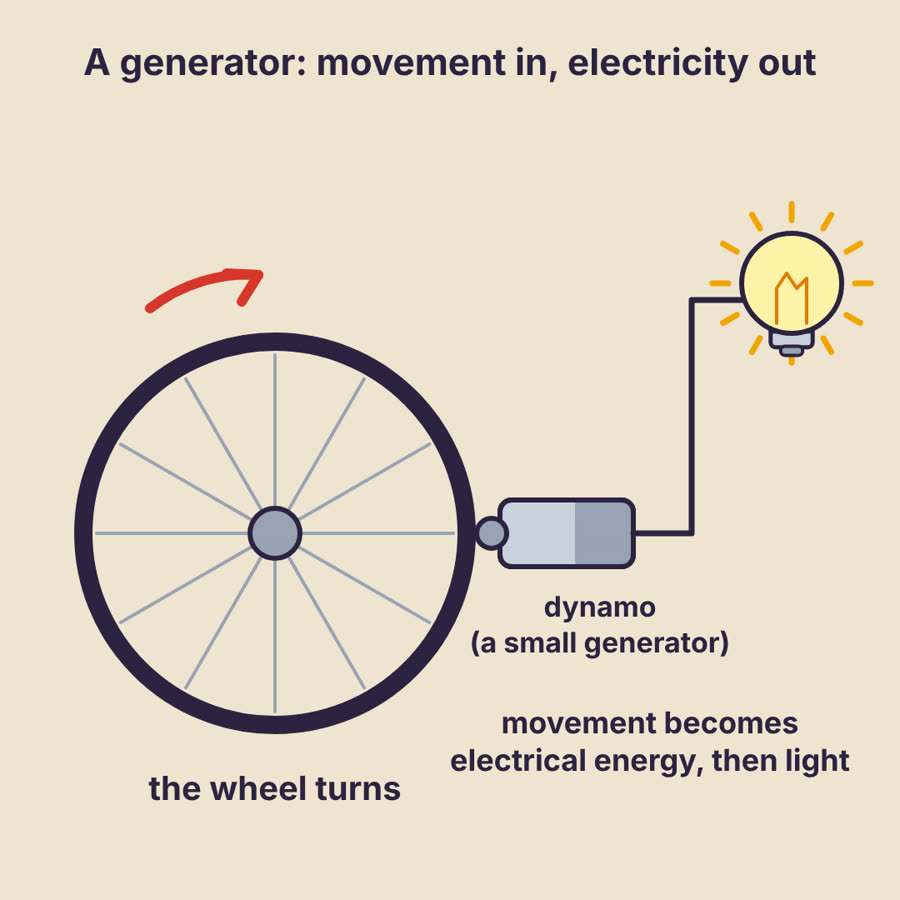 A generator: movement in, electricity out
dynamo
(a small generator)
movement becomes
electrical energy, then light
the wheel turns